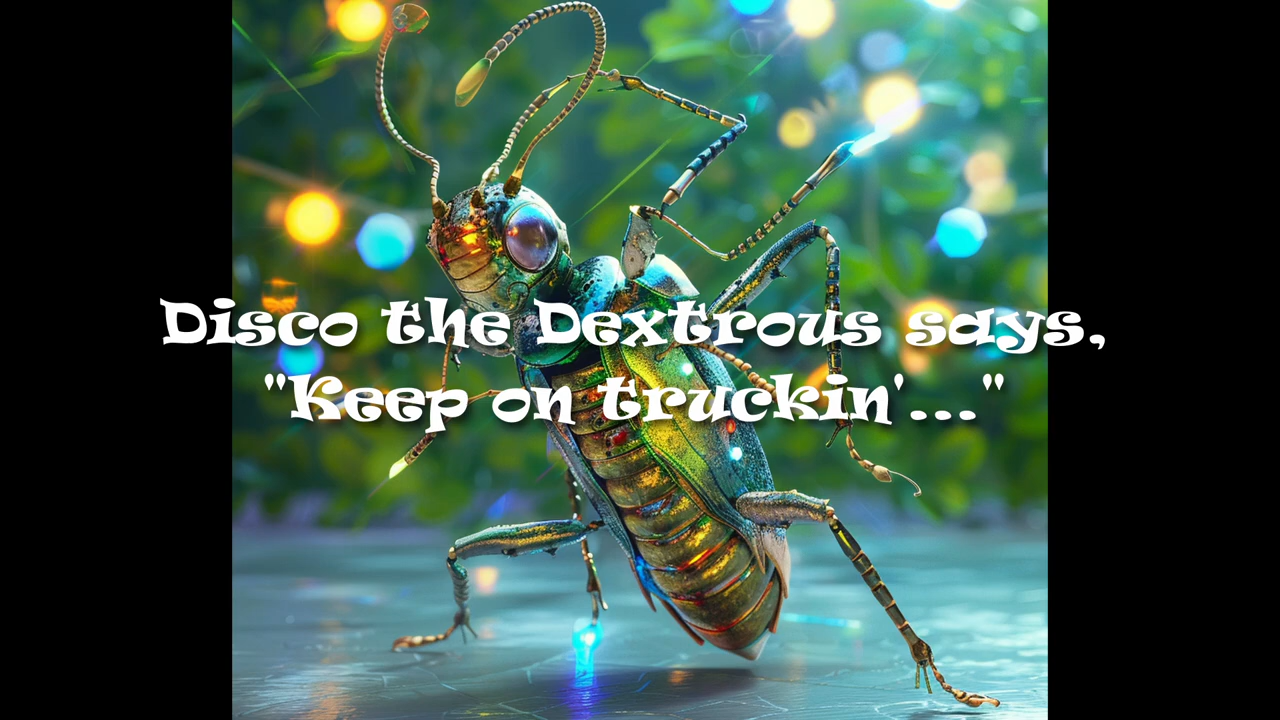 Disco the Dextrous says,
"Keep on truckin'..."